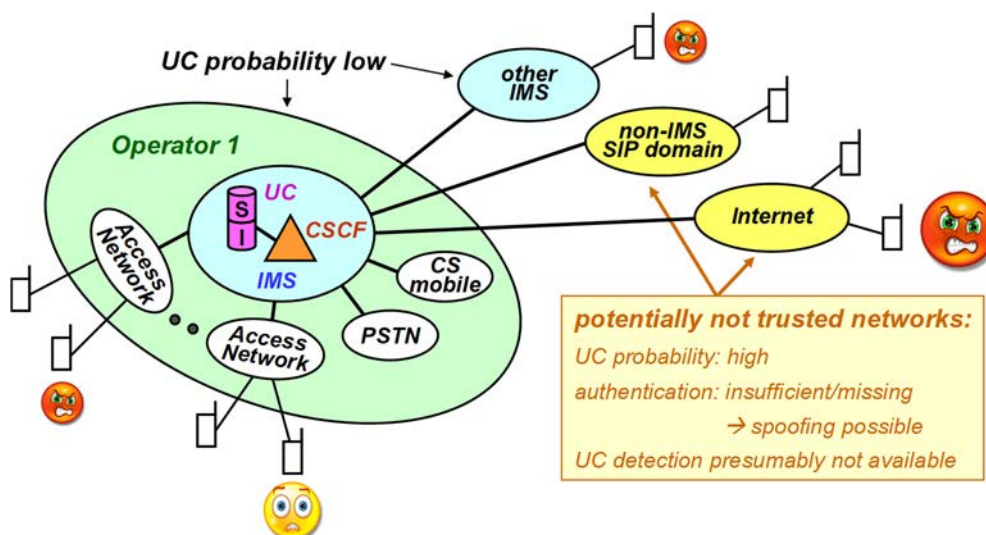 UC probability low
other
IMS
non-IMS
SIP domain
Internet
Operator 1
UC
S
I
CSCF
IMS
Access
Network
Access
Network
CS
mobile
PSTN
potentially not trusted networks:
UC probability: high
authentication: insufficient/missing
→ spoofing possible
UC detection presumably not available